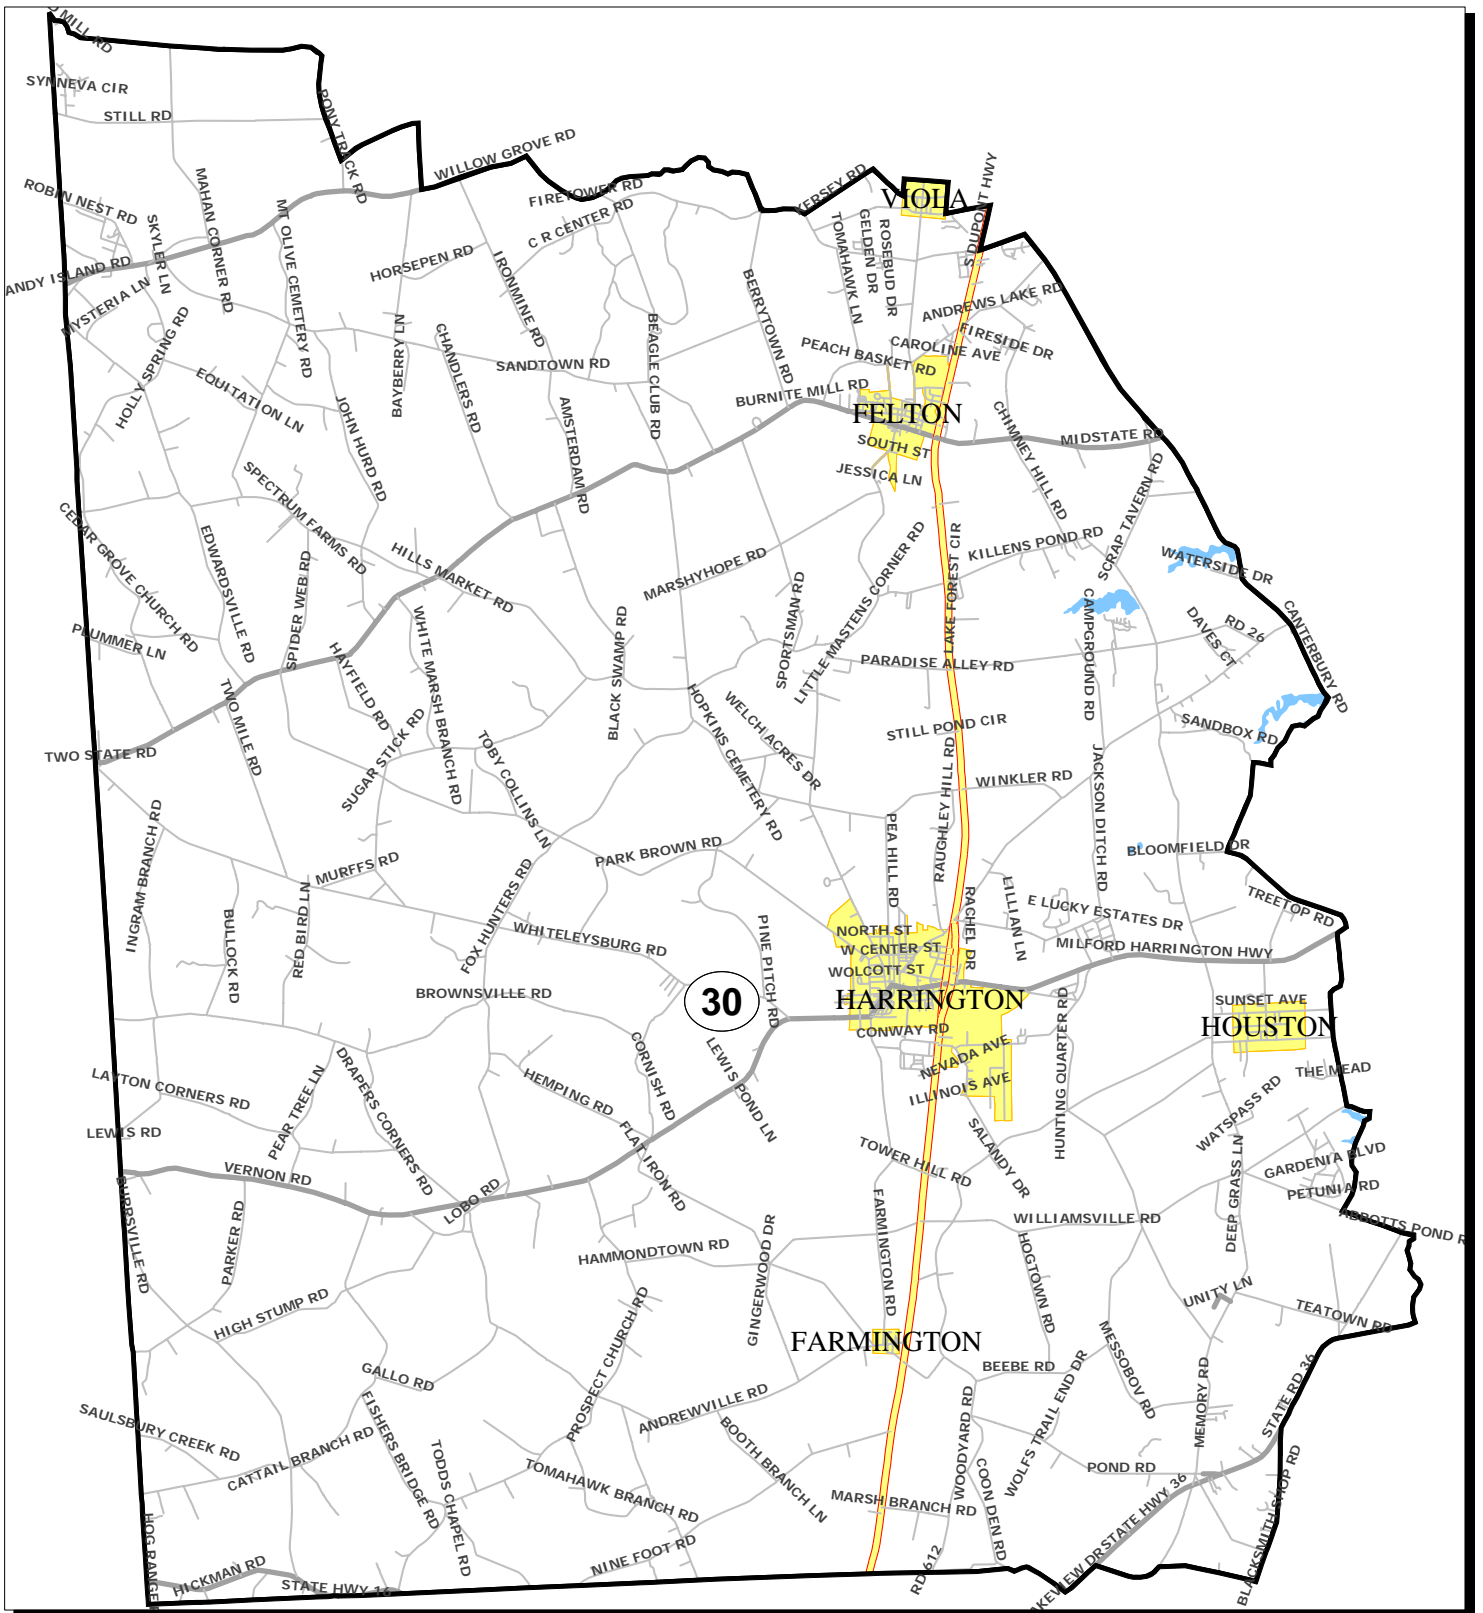 MILL RD
SYNNEVA CIR
STILL RD
PONY TRACK RD
WILLOW GROVE RD
FIRETOWER RD
C R CENTER RD
VIOLA
S DUPONT HWY
ROBIN NEST RD
SKYLER LN
MAHAN CORNER RD
MT OLIVE CEMETERY RD
HORSEPEN RD
IRONMINE RD
TOMAHAWK LN
GELDEN DR
ROSEBUD DR
ANDY ISLAND RD
MYSTERIA LN
HOLLY SPRING RD
BAYBERRY LN
CHANDLERS RD
SANDTOWN RD
BEAGLE CLUB RD
BERRYTOWN RD
ANDREWS LAKE RD
FIRESIDE DR
CAROLINE AVE
PEACH BASKET RD
BURNITE MILL RD
EQUITATION LN
JOHN HURD RD
AMSTERDAM RD
FELTON
SOUTH ST
JESSICA LN
CHIMNEY HILL RD
MIDSTATE RD
SCRAP TAVERN RD
SPECTRUM FARMS RD
CEDAR GROVE CHURCH RD
EDWARDSVILLE RD
SPIDER WEB RD
HILLS MARKET RD
MARSHYHOPE RD
SPORTSMAN RD
LITTLE MASTENS CORNER RD
LAKE FOREST CIR
KILLENS POND RD
WATERSIDE DR
CAMPGROUND RD
DAVES CT
RD 26
CANTERBURY RD
PLUMMER LN
HAYFIELD RD
WHITE MARSH BRANCH RD
BLACK SWAMP RD
PARADISE ALLEY RD
TWO MILE RD
TWO STATE RD
SUGAR STICK RD
TOBY COLLINS LN
HOPKINS CEMETERY RD
WELCH ACRES DR
STILL POND CIR
SANDBOX RD
WINKLER RD
RAUGHLEY HILL RD
JACKSON DITCH RD
INGRAM BRANCH RD
MURFFS RD
PARK BROWN RD
PEA HILL RD
BLOOMFIELD DR
TREETOP RD
BULLOCK RD
RED BIRD LN
FOX HUNTERS RD
WHITELEYSBURG RD
PINE PITCH RD
RACHEL DR
LILLIAN LN
E LUCKY ESTATES DR
NORTH ST
W CENTER ST
WOLCOTT ST
MILFORD HARRINGTON HWY
BROWNSVILLE RD
30
HARRINGTON
SUNSET AVE
HOUSTON
CONWAY RD
NEVADA AVE
ILLINOIS AVE
HUNTING QUARTER RD
THE MEAD
LAYTON CORNERS RD
PEAR TREE LN
DRAPERS CORNERS RD
HEMPING RD
CORNISH RD
LEWIS POND LN
LEWIS RD
FLAT IRON RD
TOWER HILL RD
SALANDY DR
WATSPASS RD
DEEP GRASS LN
GARDENIA BLVD
PETUNIA RD
VERNON RD
BURRSVILLE RD
PARKER RD
LOBO RD
FARMINGTON RD
WILLIAMSVILLE RD
ABBOTTS POND R
HAMMONDTOWN RD
GINGERWOOD DR
HOGTOWN RD
UNITY LN
TEATOWN RD
HIGH STUMP RD
PROSPECT CHURCH RD
FARMINGTON
BEEBE RD
MESSOBOV RD
MEMORY RD
STATE RD 36
GALLO RD
FISHERS BRIDGE RD
ANDREWVILLE RD
BOOTH BRANCH LN
WOODYARD RD
WOLFS TRAIL END DR
SAULSBURY CREEK RD
CATTAIL BRANCH RD
TODDS CHAPEL RD
TOMAHAWK BRANCH RD
MARSH BRANCH RD
COON DEN RD
POND RD
STATE HWY 36
BLACKSMITH SHOP RD
HOG RANGE
HICKMAN RD
STATE HWY 16
NINE FOOT RD
RD 612
AKEVIEW DR